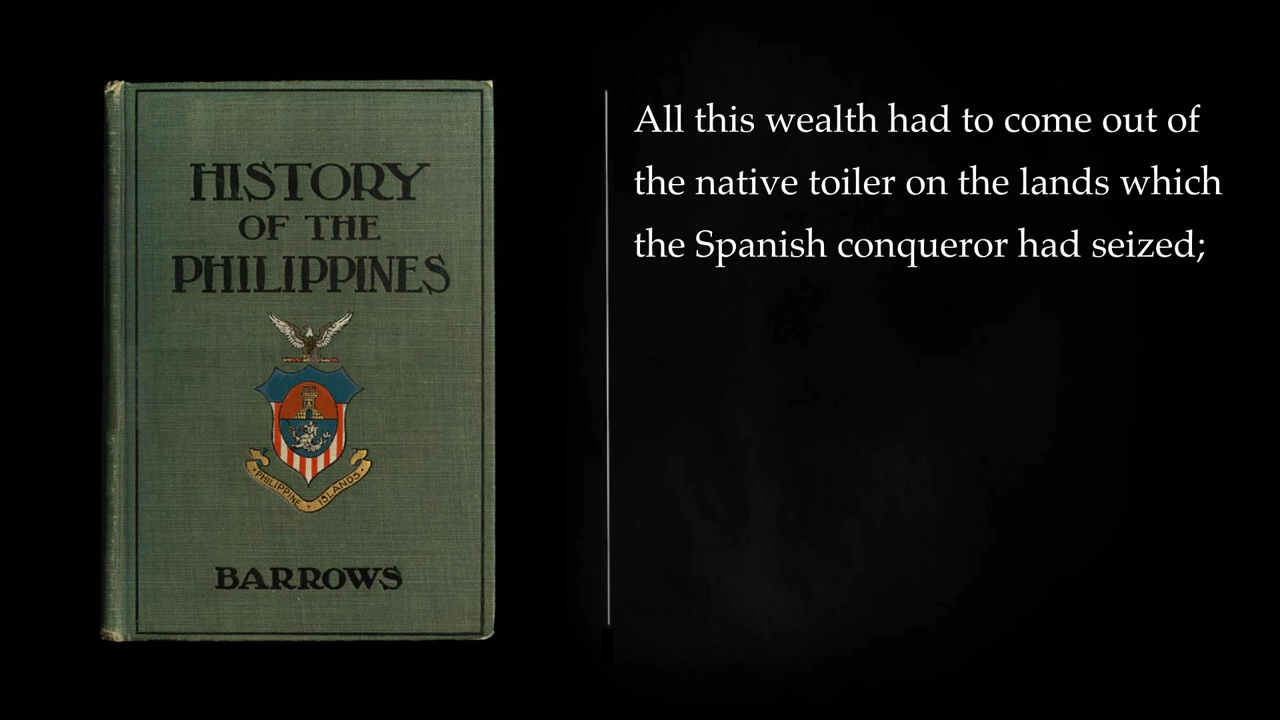 HISTORY
OF THE
PHILIPPINES
PHILIPPINE ISLANDS
BARROWS
All this wealth had to come out of
the native toiler on the lands which
the Spanish conqueror had seized;